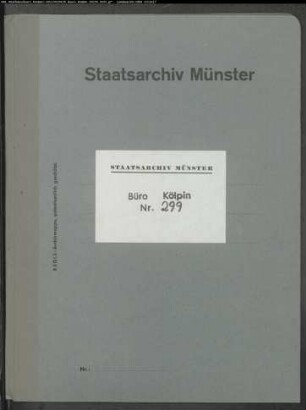 Staatsarchiv Münster
STAATSARCHIV MÜNSTER
Büro Kölpin
Nr. 299